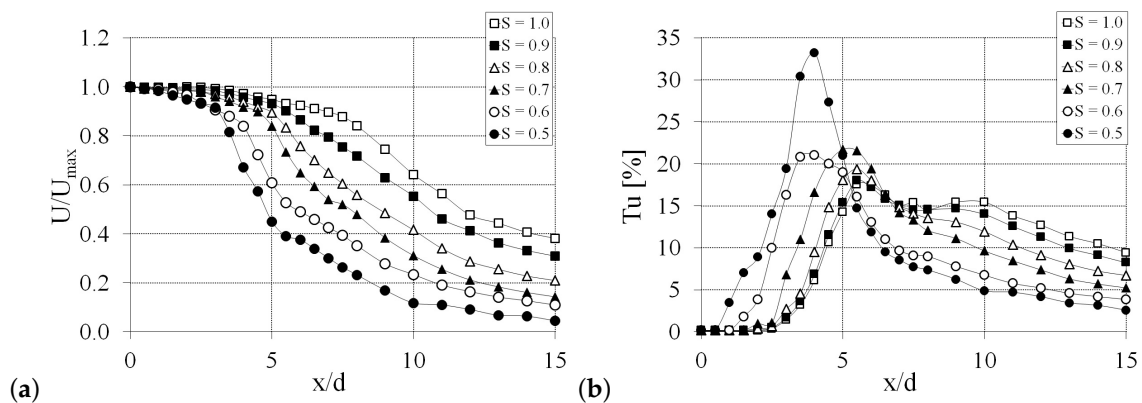 1.2
1.0
0.8
0.6
0.4
0.2
0.0
U/Umax
0 5 10 15
x/d
S = 1.0
S = 0.9
S = 0.8
S = 0.7
S = 0.6
S = 0.5
(a)
35
30
25
20
15
10
5
0
Tu [%]
0 5 10 15
x/d
S = 1.0
S = 0.9
S = 0.8
S = 0.7
S = 0.6
S = 0.5
(b)